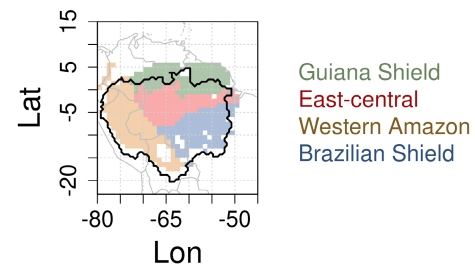 15
5
-5
-20
Lat
-80 -65 -50
Lon
Guiana Shield
East-central
Western Amazon
Brazilian Shield